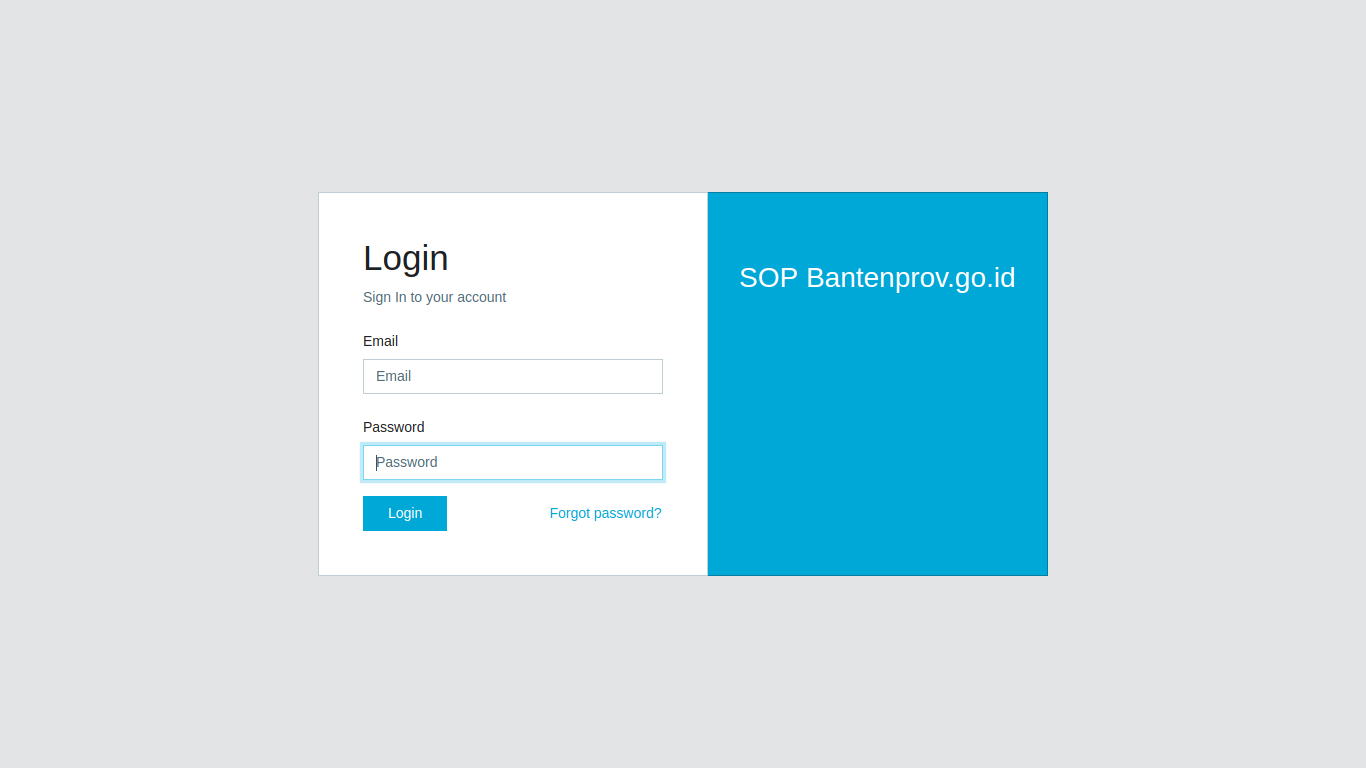 Login
Sign In to your account
Email
Email
Password
Password
Login
Forgot password?
SOP Bantenprov.go.id